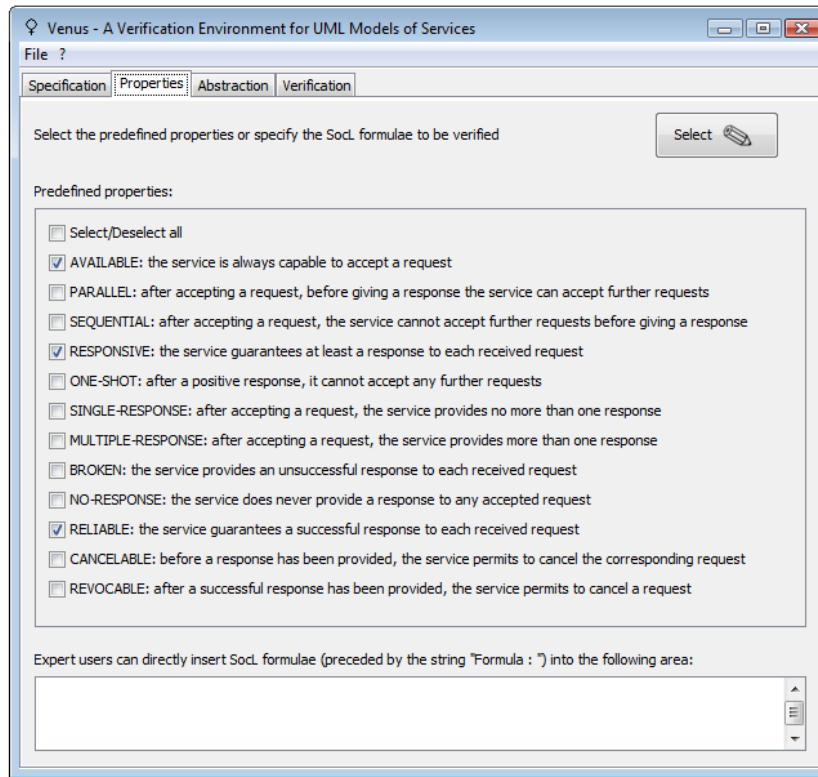 Venus - A Verification Environment for UML Models of Services
File ?
Specification Properties Abstraction Verification
Select the predefined properties or specify the SocL formulae to be verified
Select
Predefined properties:
Select/Deselect all
AVAILABLE: the service is always capable to accept a request
PARALLEL: after accepting a request, before giving a response the service can accept further requests
SEQUENTIAL: after accepting a request, the service cannot accept further requests before giving a response
RESPONSIVE: the service guarantees at least a response to each received request
ONE-SHOT: after a positive response, it cannot accept any further requests
SINGLE-RESPONSE: after accepting a request, the service provides no more than one response
MULTIPLE-RESPONSE: after accepting a request, the service provides more than one response
BROKEN: the service provides an unsuccessful response to each received request
NO-RESPONSE: the service does never provide a response to any accepted request
RELIABLE: the service guarantees a successful response to each received request
CANCELABLE: before a response has been provided, the service permits to cancel the corresponding request
REVOCABLE: after a successful response has been provided, the service permits to cancel a request
Expert users can directly insert SocL formulae (preceded by the string "Formula : ") into the following area: